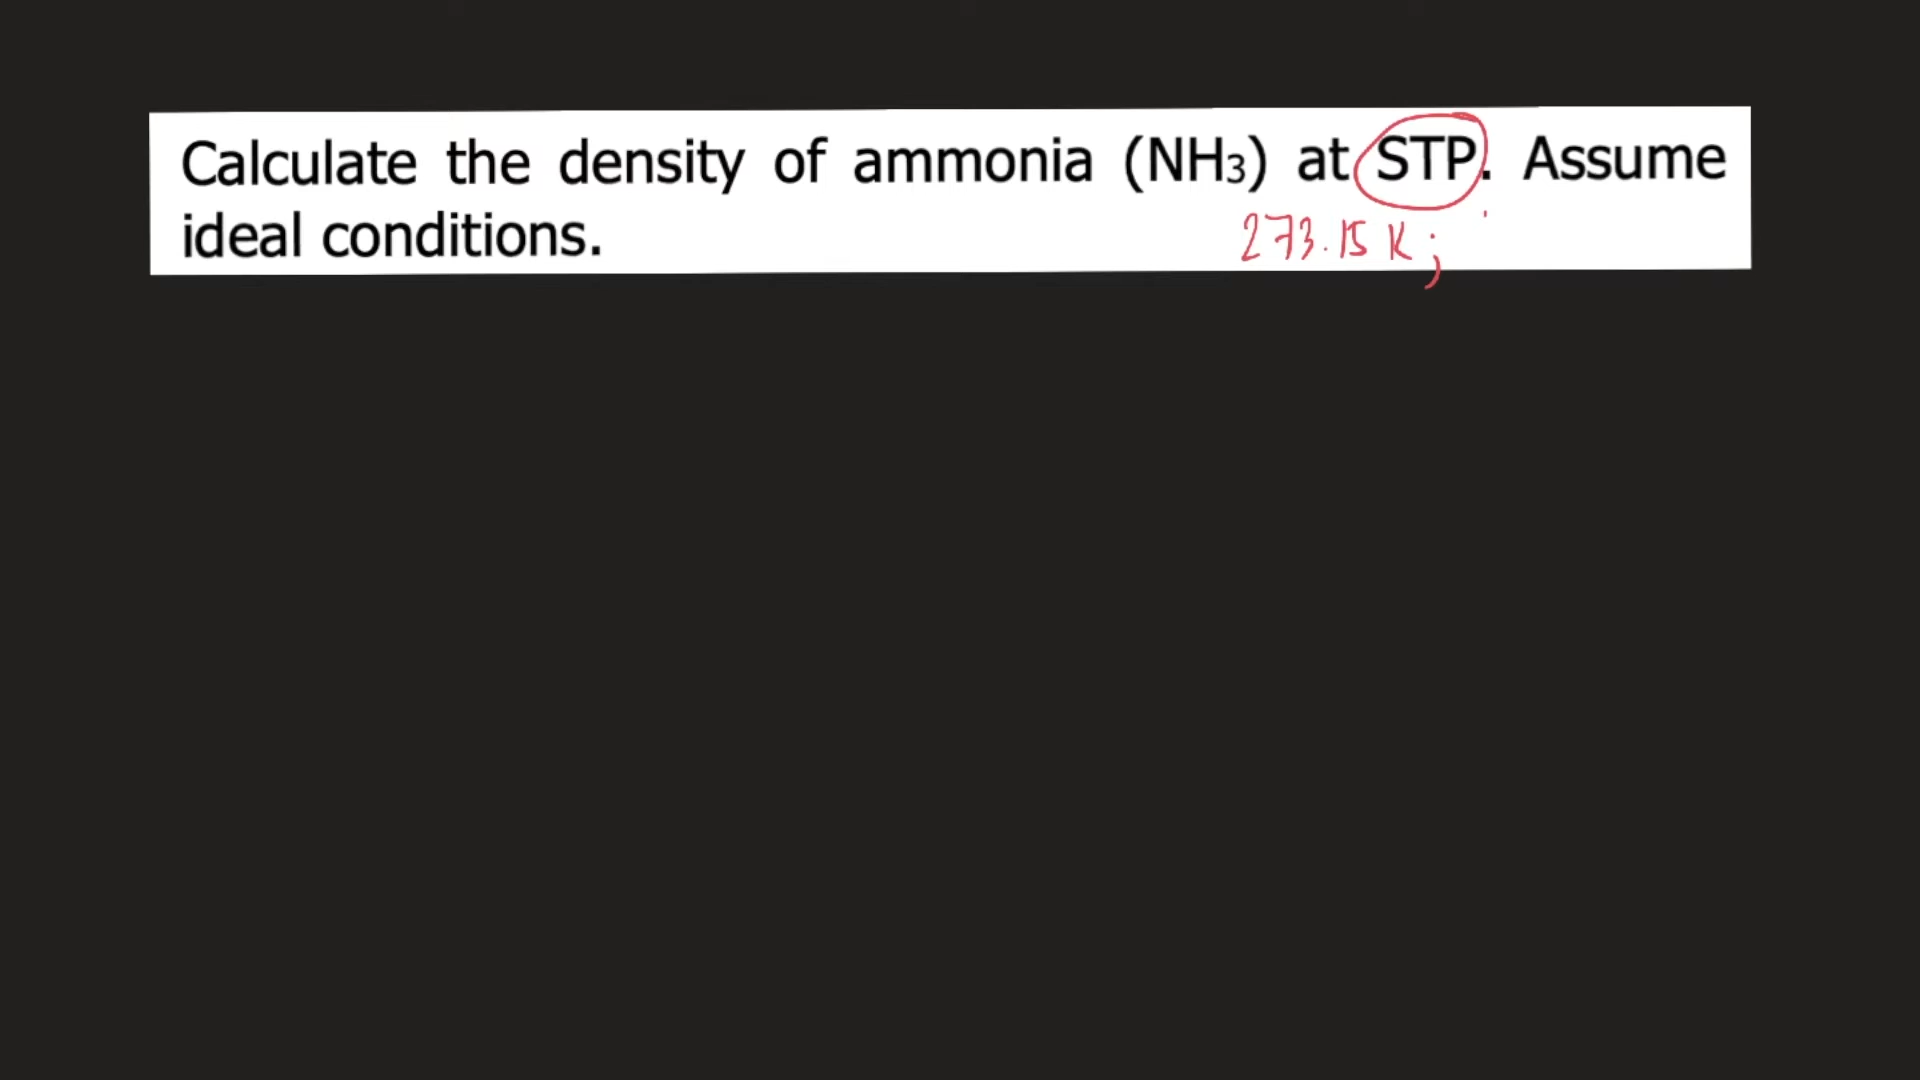 Calculate the density of ammonia (NH₃) at STP. Assume
ideal conditions.
273.15 K ;